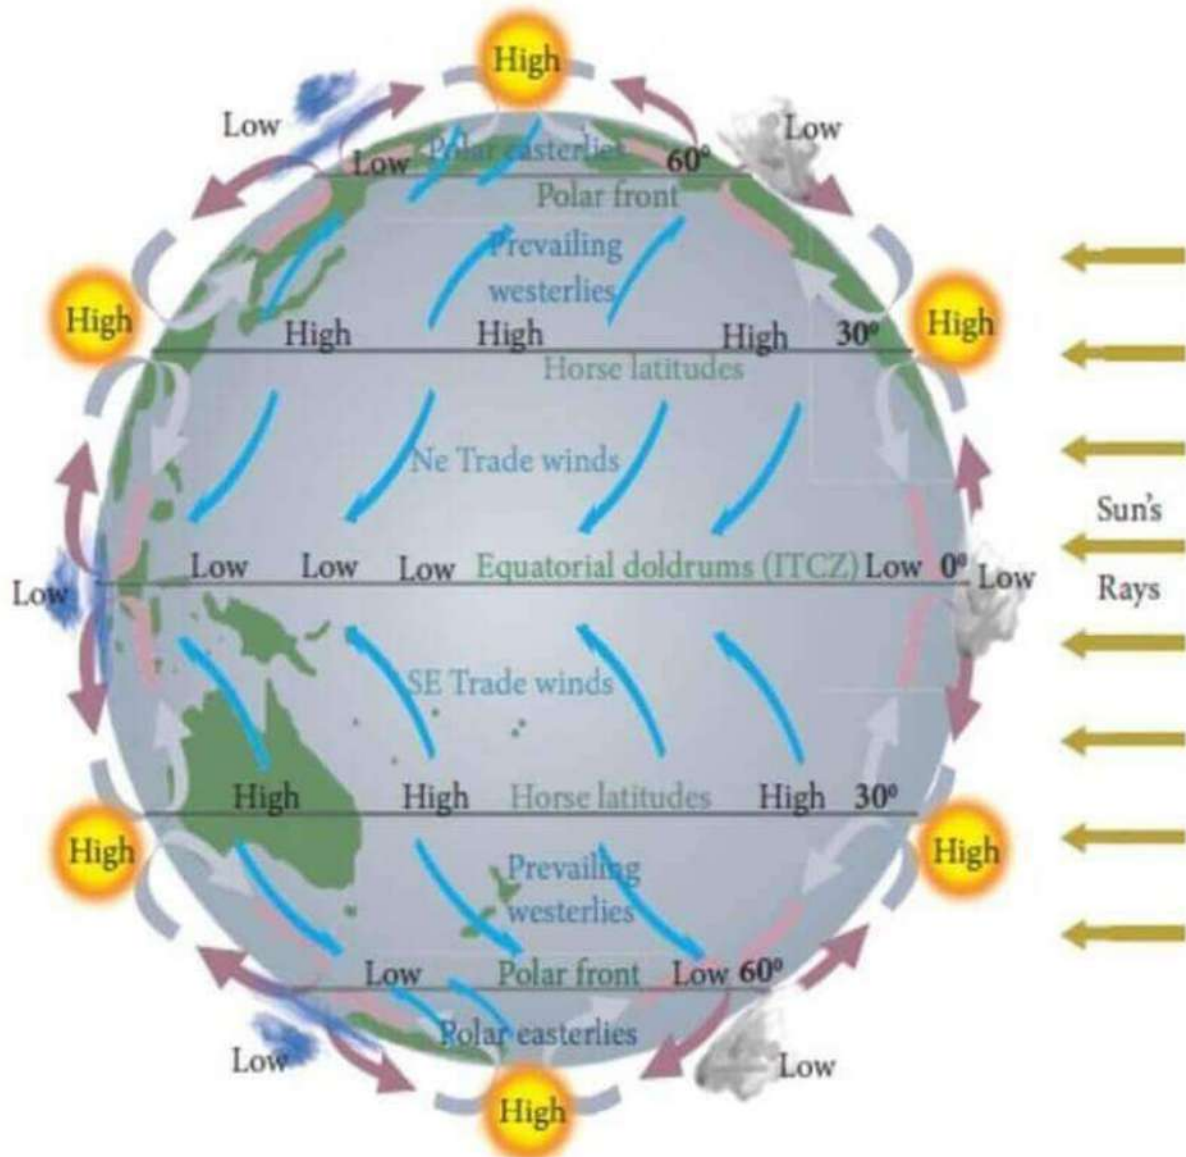 High
Low
Low
Polar easterlies
Low
60°
Polar front
Prevailing
westerlies
High
High
High
High
High
30°
Horse latitudes
Ne Trade winds
Sun's
Rays
Low
Low
Low
Low
Equatorial doldrums (ITCZ)
Low
0°
Low
SE Trade winds
High
High
Horse latitudes
High
30°
High
High
Prevailing
westerlies
Low
Polar front
Low
60°
Polar easterlies
Low
Low
High